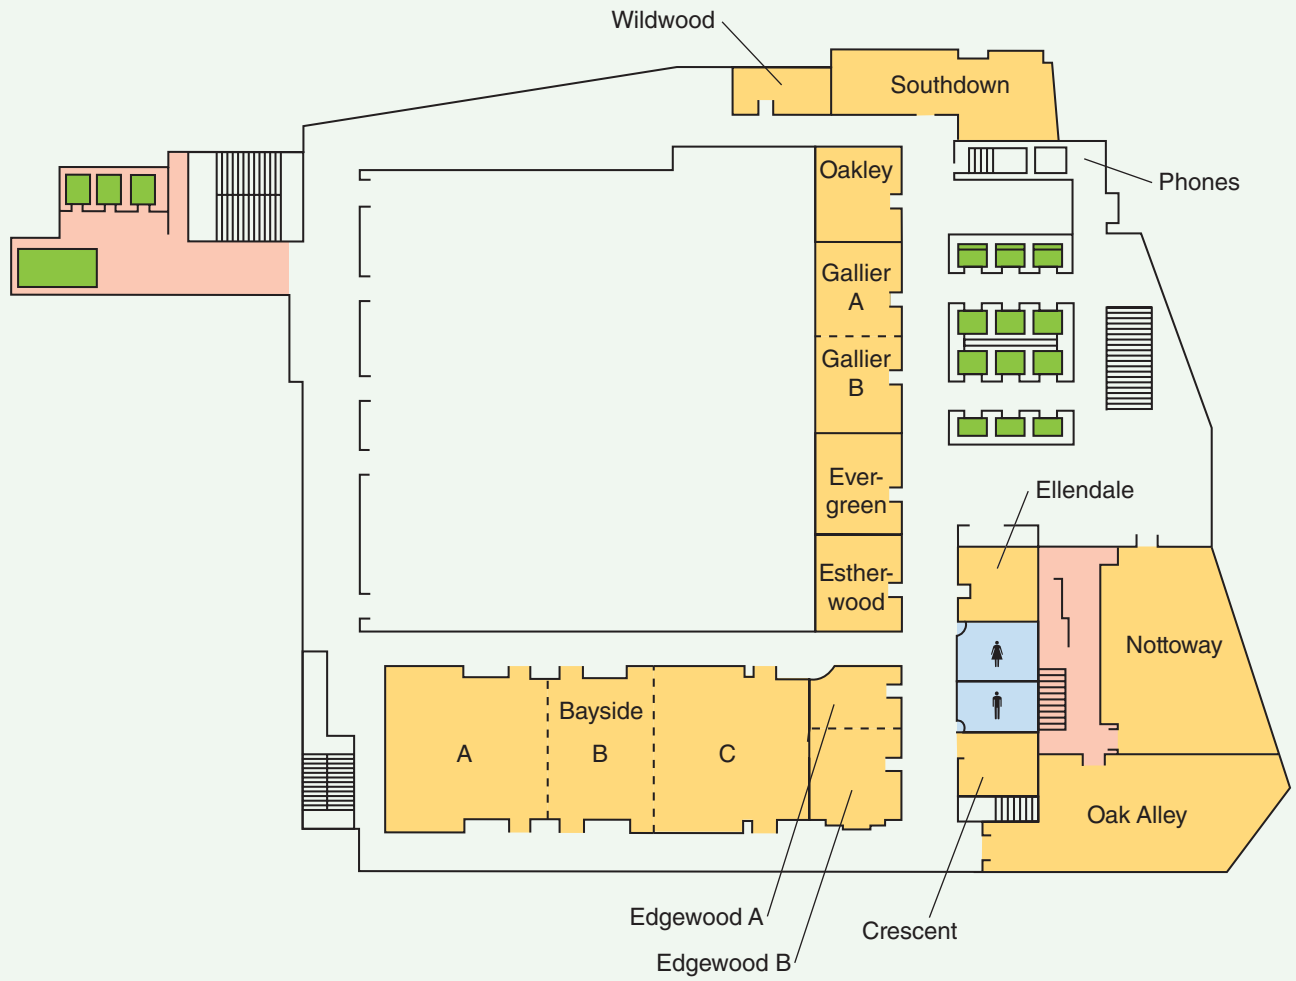 Wildwood
Southdown
Oakley
Phones
Gallier
A
Gallier
B
Ever-
green
Ellendale
Esther-
wood
Nottoway
Bayside
A
B
C
Oak Alley
Edgewood A
Crescent
Edgewood B